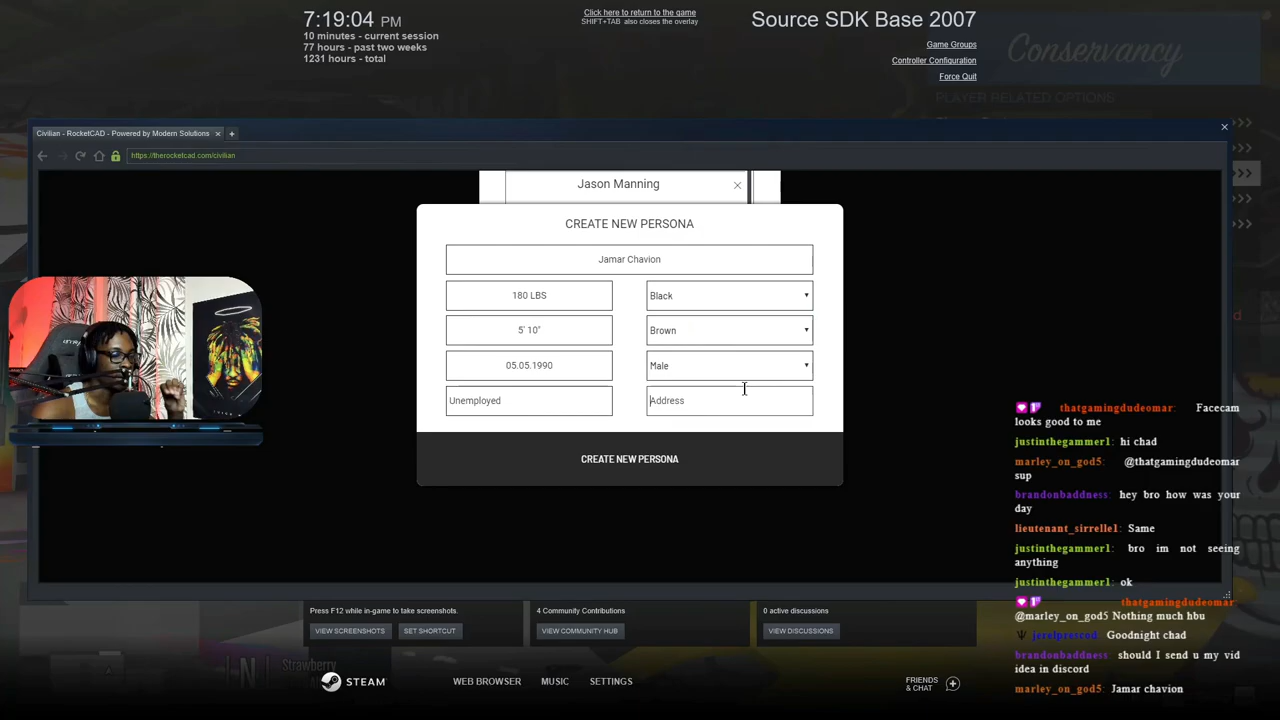 7:19:04 PM
10 minutes - current session
77 hours - past two weeks
1231 hours - total
Click here to return to the game
SHIFT+TAB also closes the overlay
Source SDK Base 2007
Game Groups
Controller Configuration
Force Quit
Conservancy
PLAYER RELATED OPTIONS
Civilian - RocketCAD - Powered by Modern Solutions
https://therocketcad.com/civilian
Jason Manning
CREATE NEW PERSONA
Jamar Chavion
180 LBS
Black
5' 10"
Brown
05.05.1990
Male
Unemployed
Address
CREATE NEW PERSONA
thatgamingdudeomar: Facecam
looks good to me
justinthegammer1: hi chad
marley_on_god5: @thatgamingdudeomar
sup
brandonbaddness: hey bro how was your
day
lieutenant_sirrelle1: Same
justinthegammer1: bro im not seeing
anything
justinthegammer1: ok
thatgamingdudeomar:
@marley_on_god5 Nothing much hbu
jerelprescod: Goodnight chad
brandonbaddness: should I send u my vid
idea in discord
marley_on_god5: Jamar chavion
Press F12 while in-game to take screenshots.
VIEW SCREENSHOTS
SET SHORTCUT
4 Community Contributions
VIEW COMMUNITY HUB
0 active discussions
VIEW DISCUSSIONS
N
Strawberry
STEAM
WEB BROWSER
MUSIC
SETTINGS
FRIENDS
& CHAT